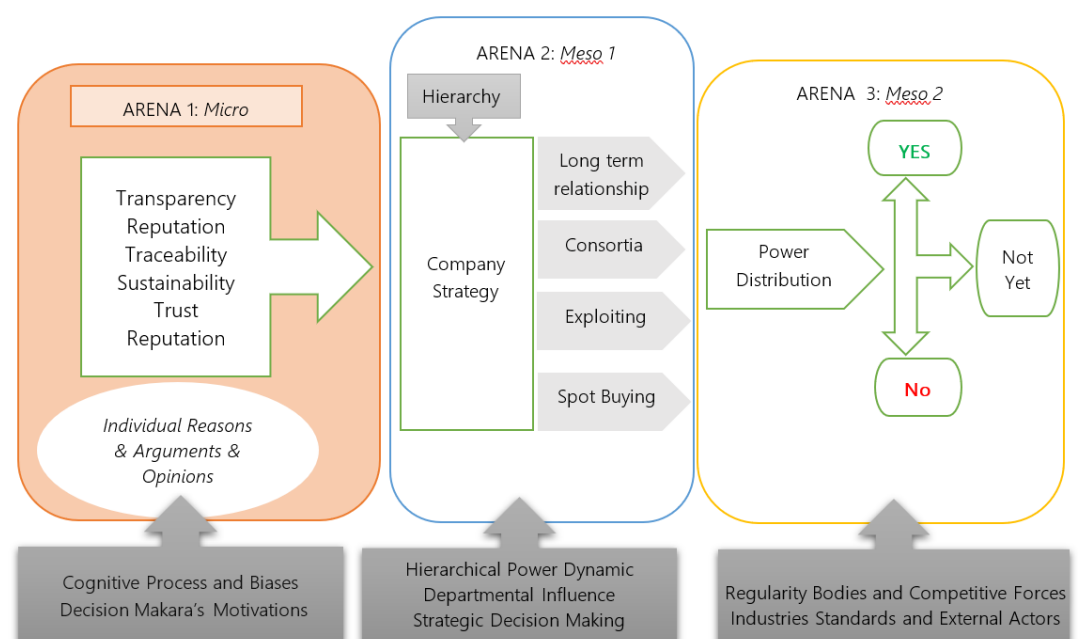 ARENA 1: Micro
Transparency
Reputation
Traceability
Sustainability
Trust
Reputation
Individual Reasons
& Arguments &
Opinions
Cognitive Process and Biases
Decision Makara's Motivations
ARENA 2: Meso 1
Hierarchy
Company
Strategy
Long term
relationship
Consortia
Exploiting
Spot Buying
Hierarchical Power Dynamic
Departmental Influence
Strategic Decision Making
ARENA 3: Meso 2
Power
Distribution
YES
Not
Yet
No
Regularity Bodies and Competitive Forces
Industries Standards and External Actors